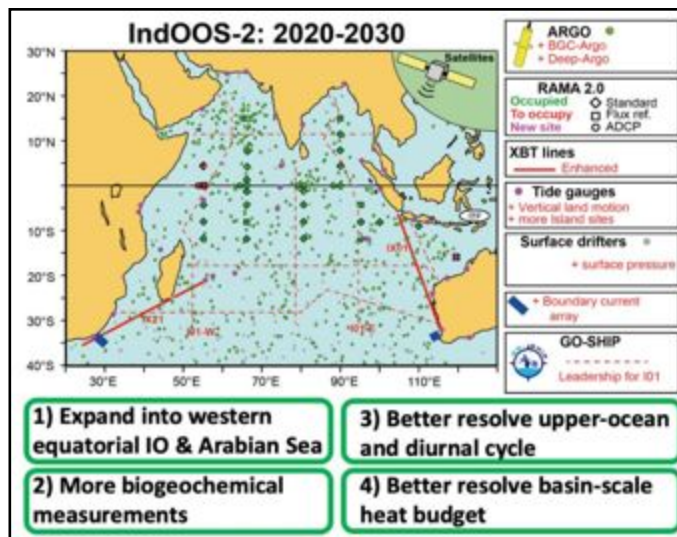 IndOOS-2: 2020-2030
30°N
20°N
10°N
0°
10°S
20°S
30°S
40°S
30°E
50°E
70°E
90°E
110°E
Satellites
IX01
IX21
I01-W
ARGO
+ BGC-Argo
+ Deep-Argo
RAMA 2.0
Occupied
To occupy
New site
Standard
Flux ref.
ADCP
XBT lines
Enhanced
Tide gauges
+ Vertical land motion
+ more Island sites
Surface drifters
+ surface pressure
+ Boundary current
array
GO-SHIP
Leadership for I01
1) Expand into western
equatorial IO & Arabian Sea
2) More biogeochemical
measurements
3) Better resolve upper-ocean
and diurnal cycle
4) Better resolve basin-scale
heat budget